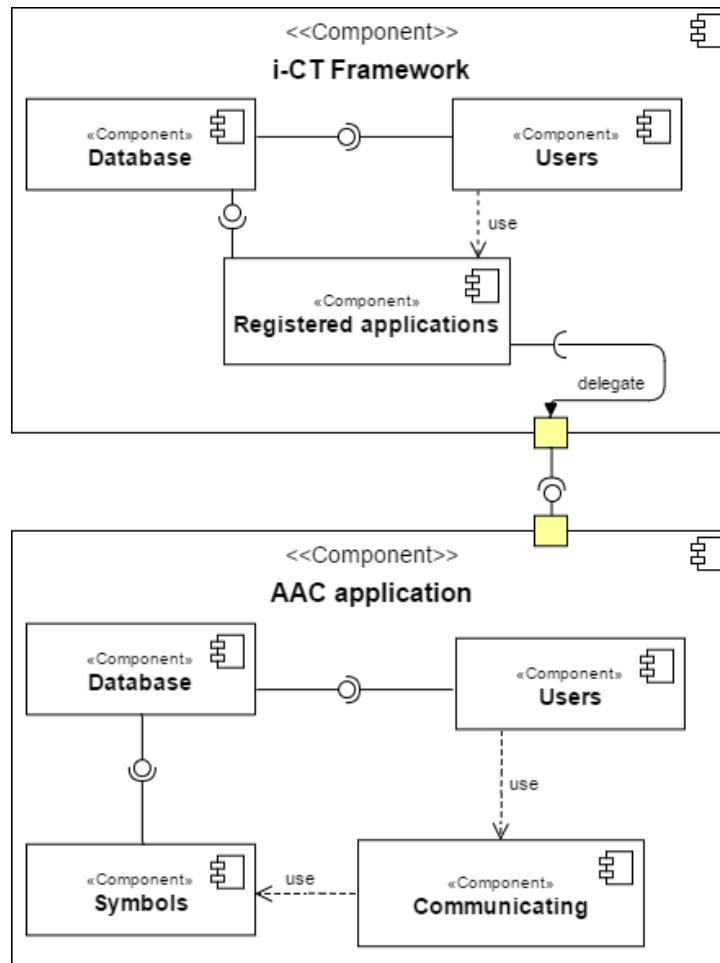 <<Component>>
i-CT Framework
«Component»
Database
«Component»
Users
use
«Component»
Registered applications
delegate
<<Component>>
AAC application
«Component»
Database
«Component»
Users
use
«Component»
Symbols
use
«Component»
Communicating